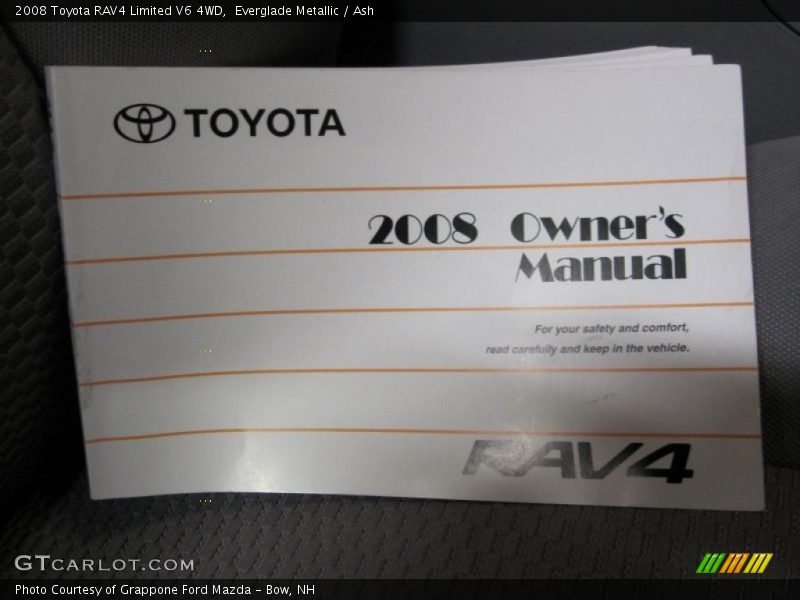 2008 Toyota RAV4 Limited V6 4WD,  Everglade Metallic / Ash
TOYOTA
2008 Owner's
Manual
For your safety and comfort,
read carefully and keep in the vehicle.
RAV4
GTCARLOT.COM
Photo Courtesy of Grappone Ford Mazda - Bow, NH